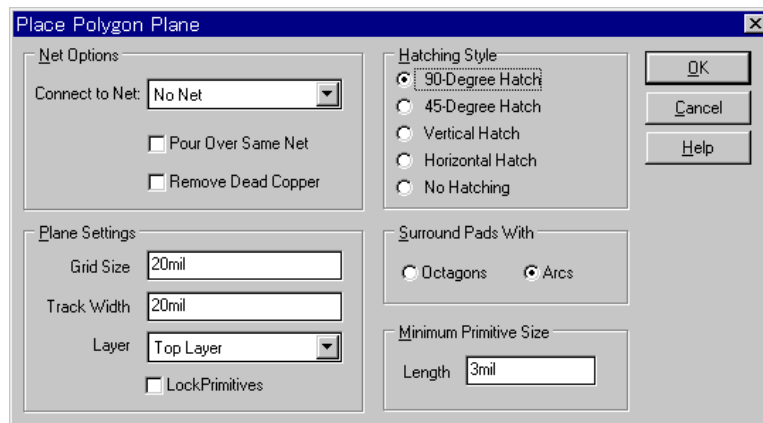 Place Polygon Plane
Net Options
Connect to Net: No Net
Pour Over Same Net
Remove Dead Copper
Plane Settings
Grid Size 20mil
Track Width 20mil
Layer Top Layer
LockPrimitives
Hatching Style
90-Degree Hatch
45-Degree Hatch
Vertical Hatch
Horizontal Hatch
No Hatching
Surround Pads With
Octagons Arcs
Minimum Primitive Size
Length 3mil
OK
Cancel
Help